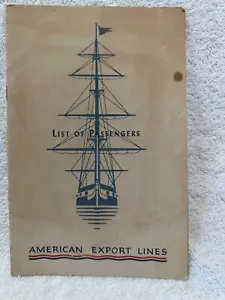 LIST OF PASSENGERS
AMERICAN EXPORT LINES